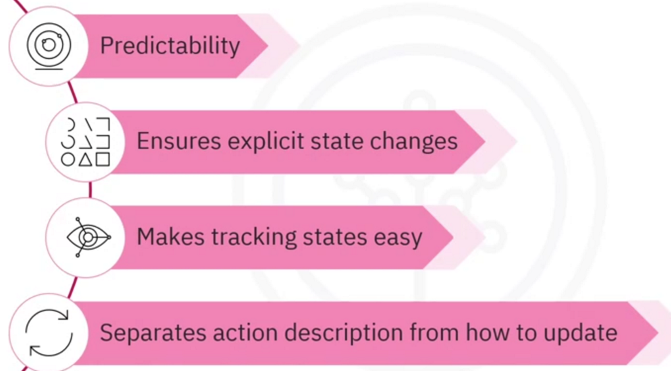 Predictability
Ensures explicit state changes
Makes tracking states easy
Separates action description from how to update